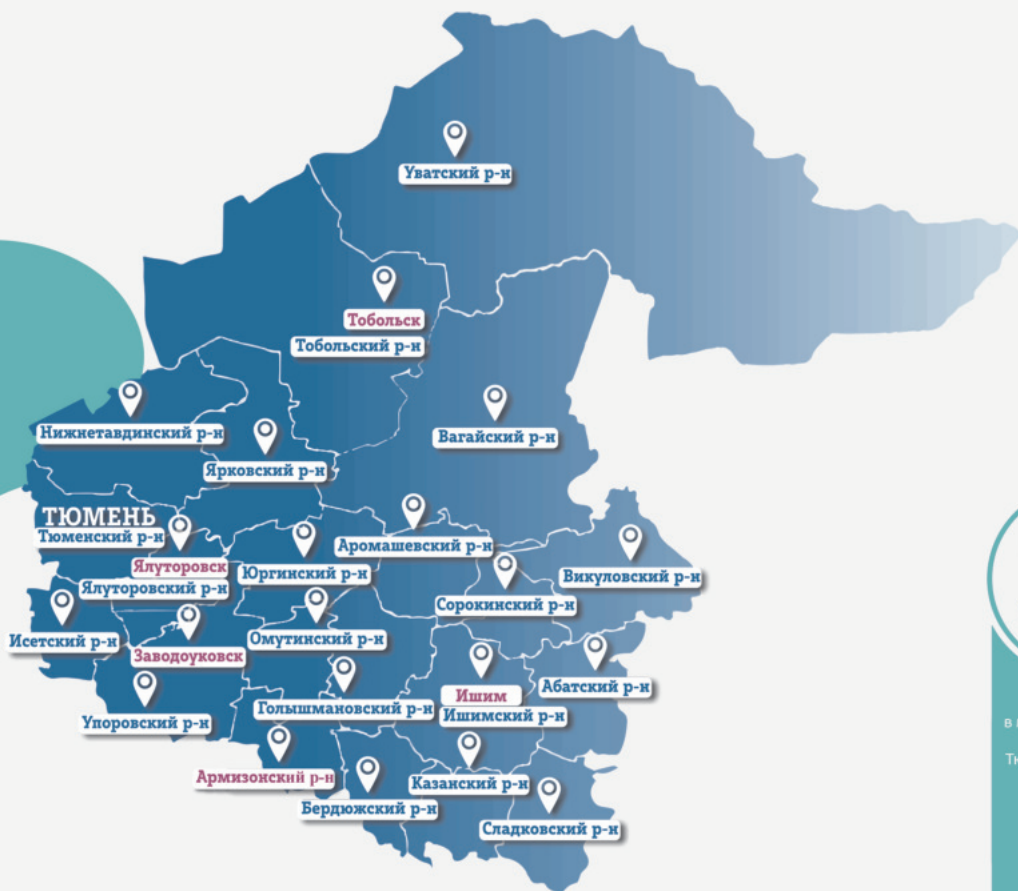 Уватский р-н
Тобольск
Тобольский р-н
Нижнетавдинский р-н
Вагайский р-н
Ярковский р-н
ТЮМЕНЬ
Тюменский р-н
Аромашевский р-н
Ялуторовск
Юргинский р-н
Викуловский р-н
Ялуторовский р-н
Сорокинский р-н
Исетский р-н
Омутинский р-н
Заводоуковск
Абатский р-н
Ишим
Голышмановский р-н
Ишимский р-н
Упоровский р-н
Армизонский р-н
Казанский р-н
Бердюжский р-н
Сладковский р-н